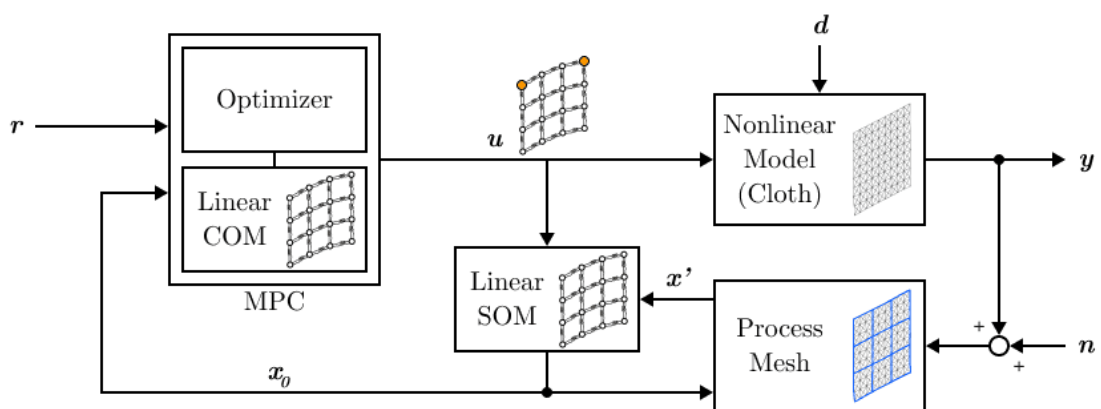 d
Optimizer
r
u
Nonlinear
Model
(Cloth)
y
Linear
COM
MPC
Linear
SOM
x'
Process
Mesh
+
+
n
x₀